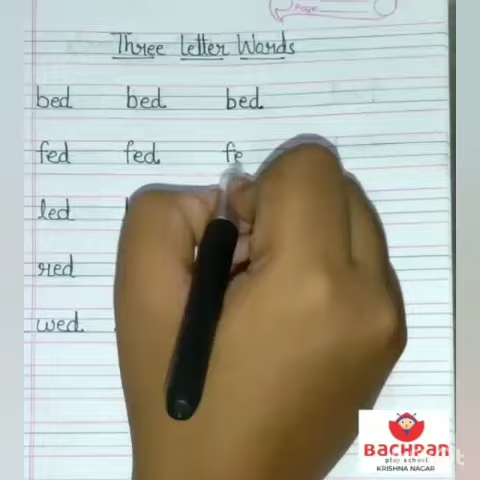 Page
Three letter Words
bed bed bed
fed fed fe
led
red
wed.
BACHPAN
play school
KRISHNA NAGAR